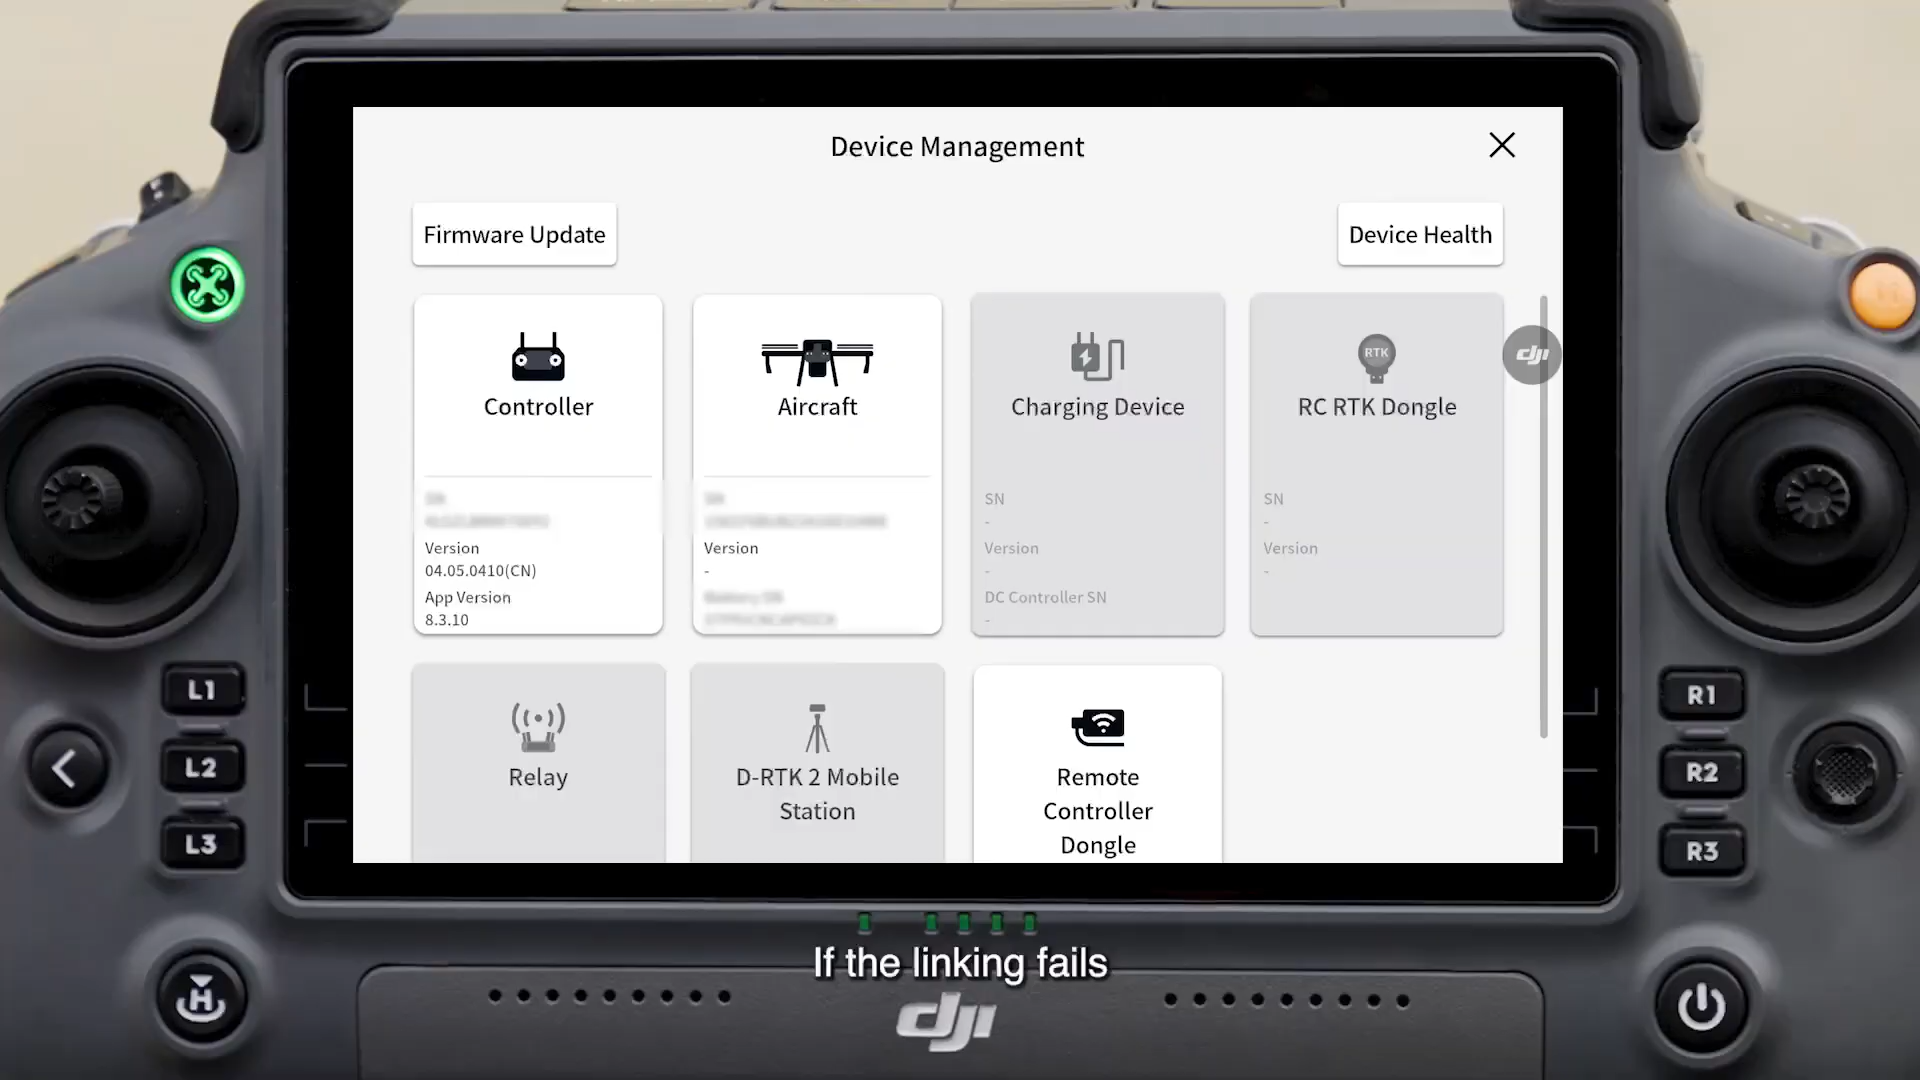 Device Management
Firmware Update
Device Health
Controller
Version
04.05.0410(CN)
App Version
8.3.10
Aircraft
Version
-
Charging Device
SN
-
Version
-
DC Controller SN
-
RC RTK Dongle
RTK
SN
-
Version
-
dji
Relay
D-RTK 2 Mobile
Station
Remote
Controller
Dongle
L1
L2
L3
R1
R2
R3
H
If the linking fails
dji